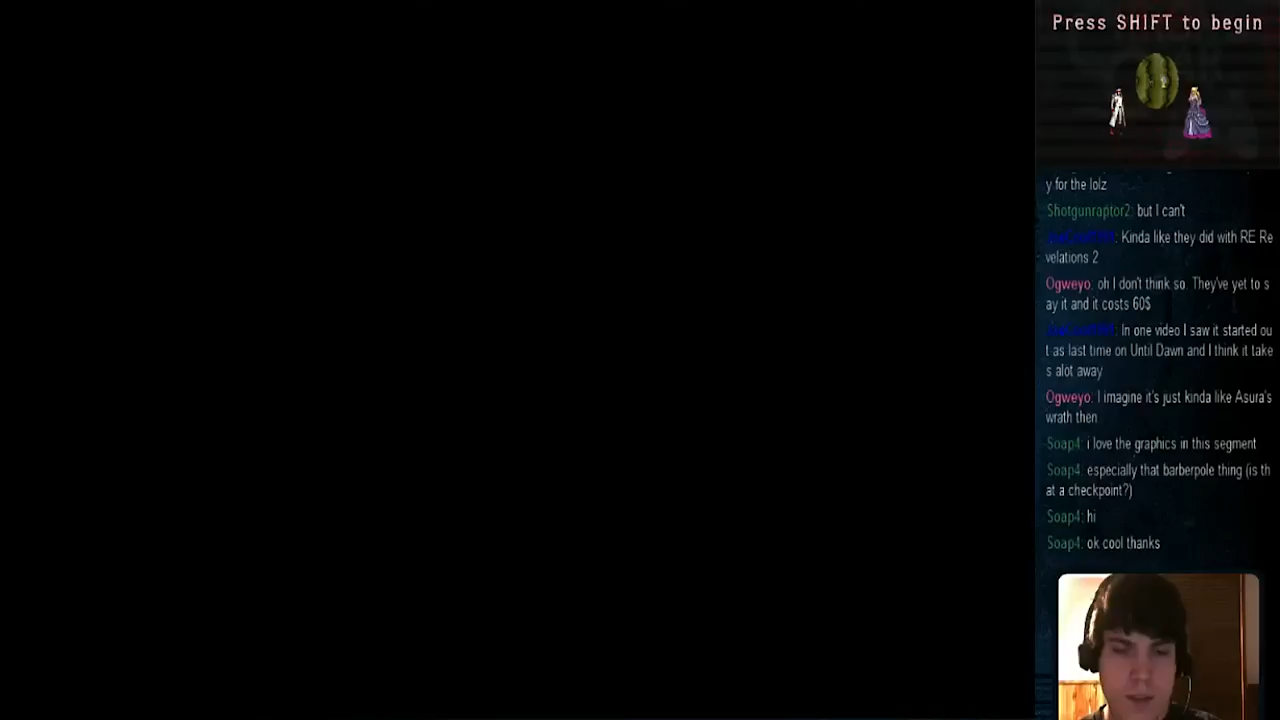 Press SHIFT to begin
y for the lolz
Shotgunraptor2: but I can't
: Kinda like they did with RE Re
velations 2
Ogweyo: oh I don't think so. They've yet to s
ay it and it costs 60$
: In one video I saw it started ou
t as last time on Until Dawn and I think it take
s alot away
Ogweyo: I imagine it's just kinda like Asura's
wrath then
Soap4: i love the graphics in this segment
Soap4: especially that barberpole thing (is th
at a checkpoint?)
Soap4: hi
Soap4: ok cool thanks